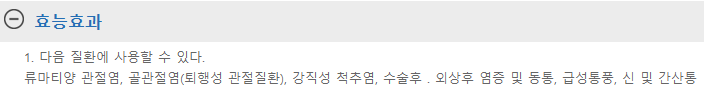 효능효과
1. 다음 질환에 사용할 수 있다.
류마티양 관절염, 골관절염(퇴행성 관절질환), 강직성 척추염, 수술후 . 외상후 염증 및 동통, 급성통풍, 신 및 간산통